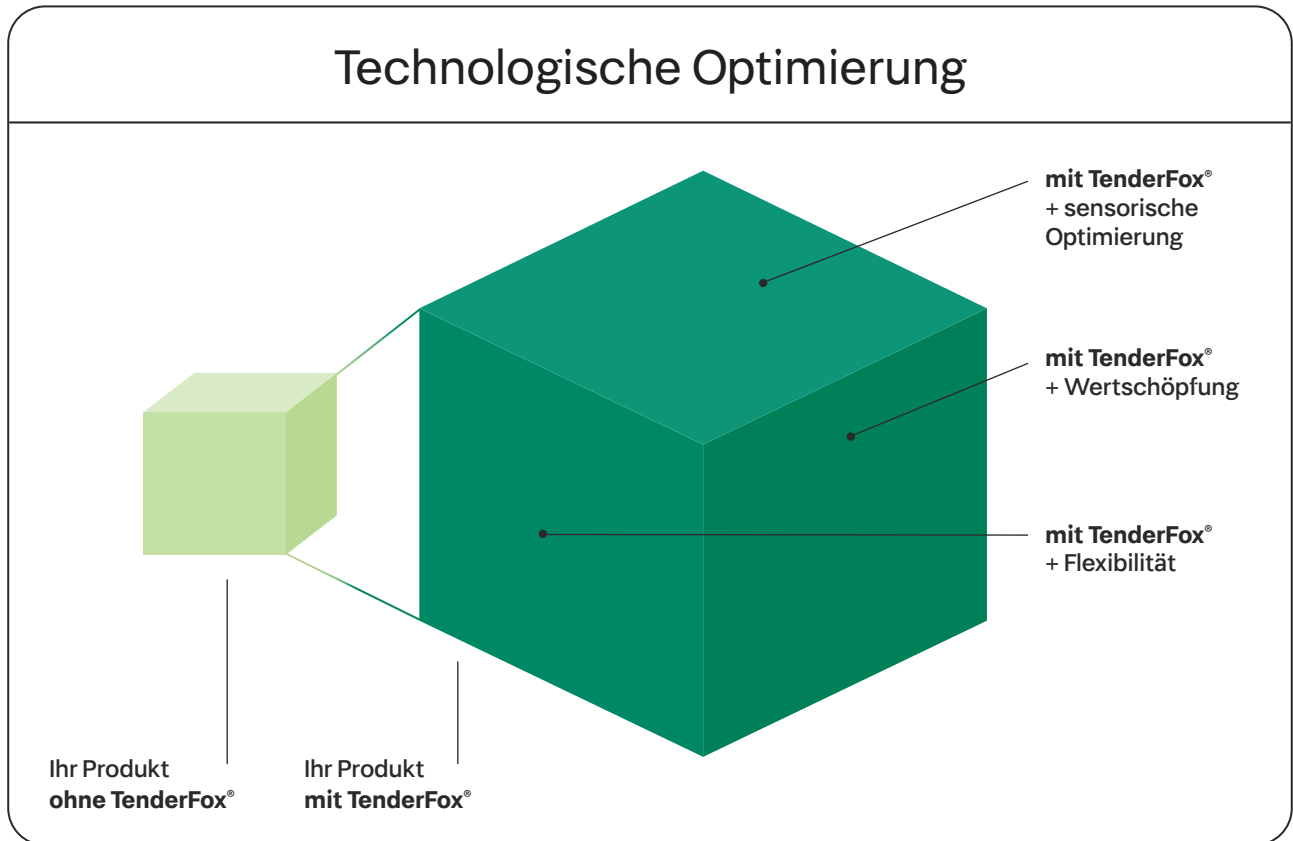 Technologische Optimierung
mit TenderFox®
+ sensorische
Optimierung
mit TenderFox®
+ Wertschöpfung
mit TenderFox®
+ Flexibilität
Ihr Produkt
ohne TenderFox®
Ihr Produkt
mit TenderFox®